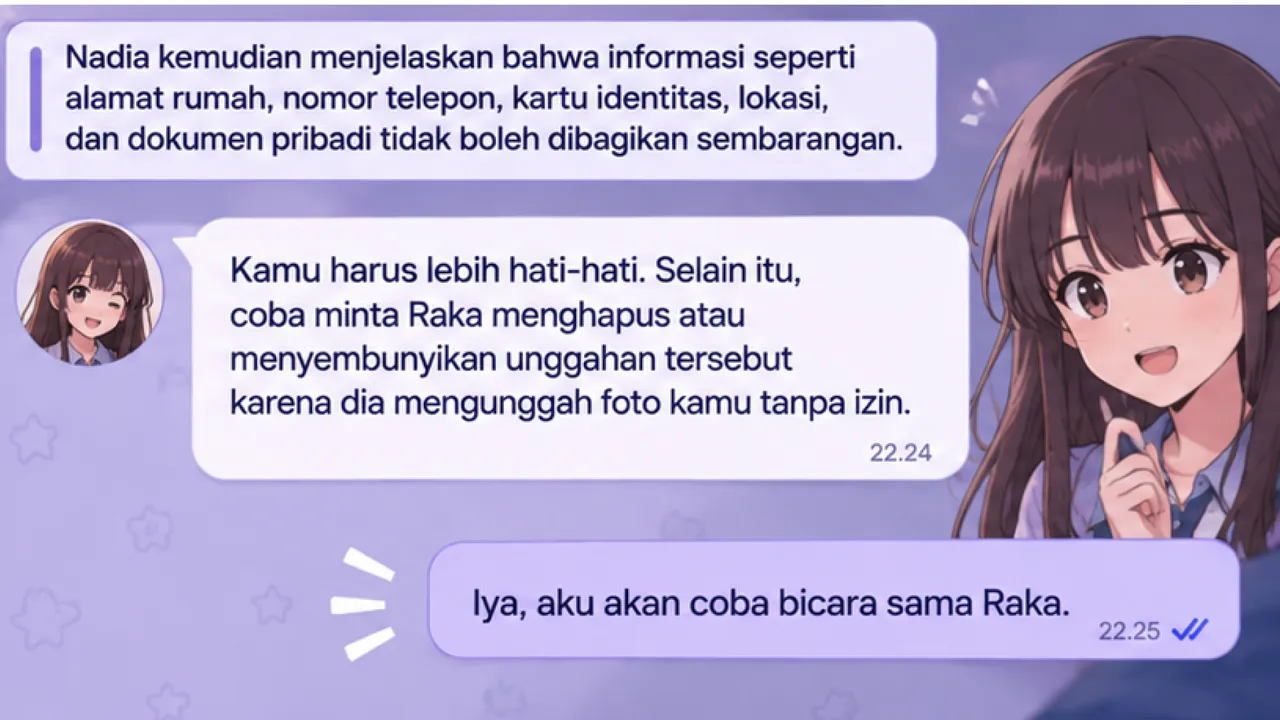 Nadia kemudian menjelaskan bahwa informasi seperti
alamat rumah, nomor telepon, kartu identitas, lokasi,
dan dokumen pribadi tidak boleh dibagikan sembarangan.
Kamu harus lebih hati-hati. Selain itu,
coba minta Raka menghapus atau
menyembunyikan unggahan tersebut
karena dia mengunggah foto kamu tanpa izin.
22.24
Iya, aku akan coba bicara sama Raka.
22.25